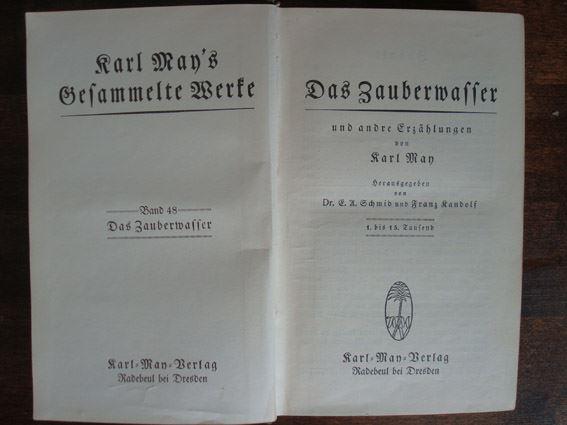 Karl May's
Gesammelte Werke
Band 48
Das Zauberwasser
Karl-May-Verlag
Radebeul bei Dresden
Das Zauberwasser
und andre Erzählungen
von
Karl May
Herausgegeben
von
Dr. E. A. Schmid und Franz Kandolf
1. bis 15. Tausend
Karl-May-Verlag
Radebeul bei Dresden